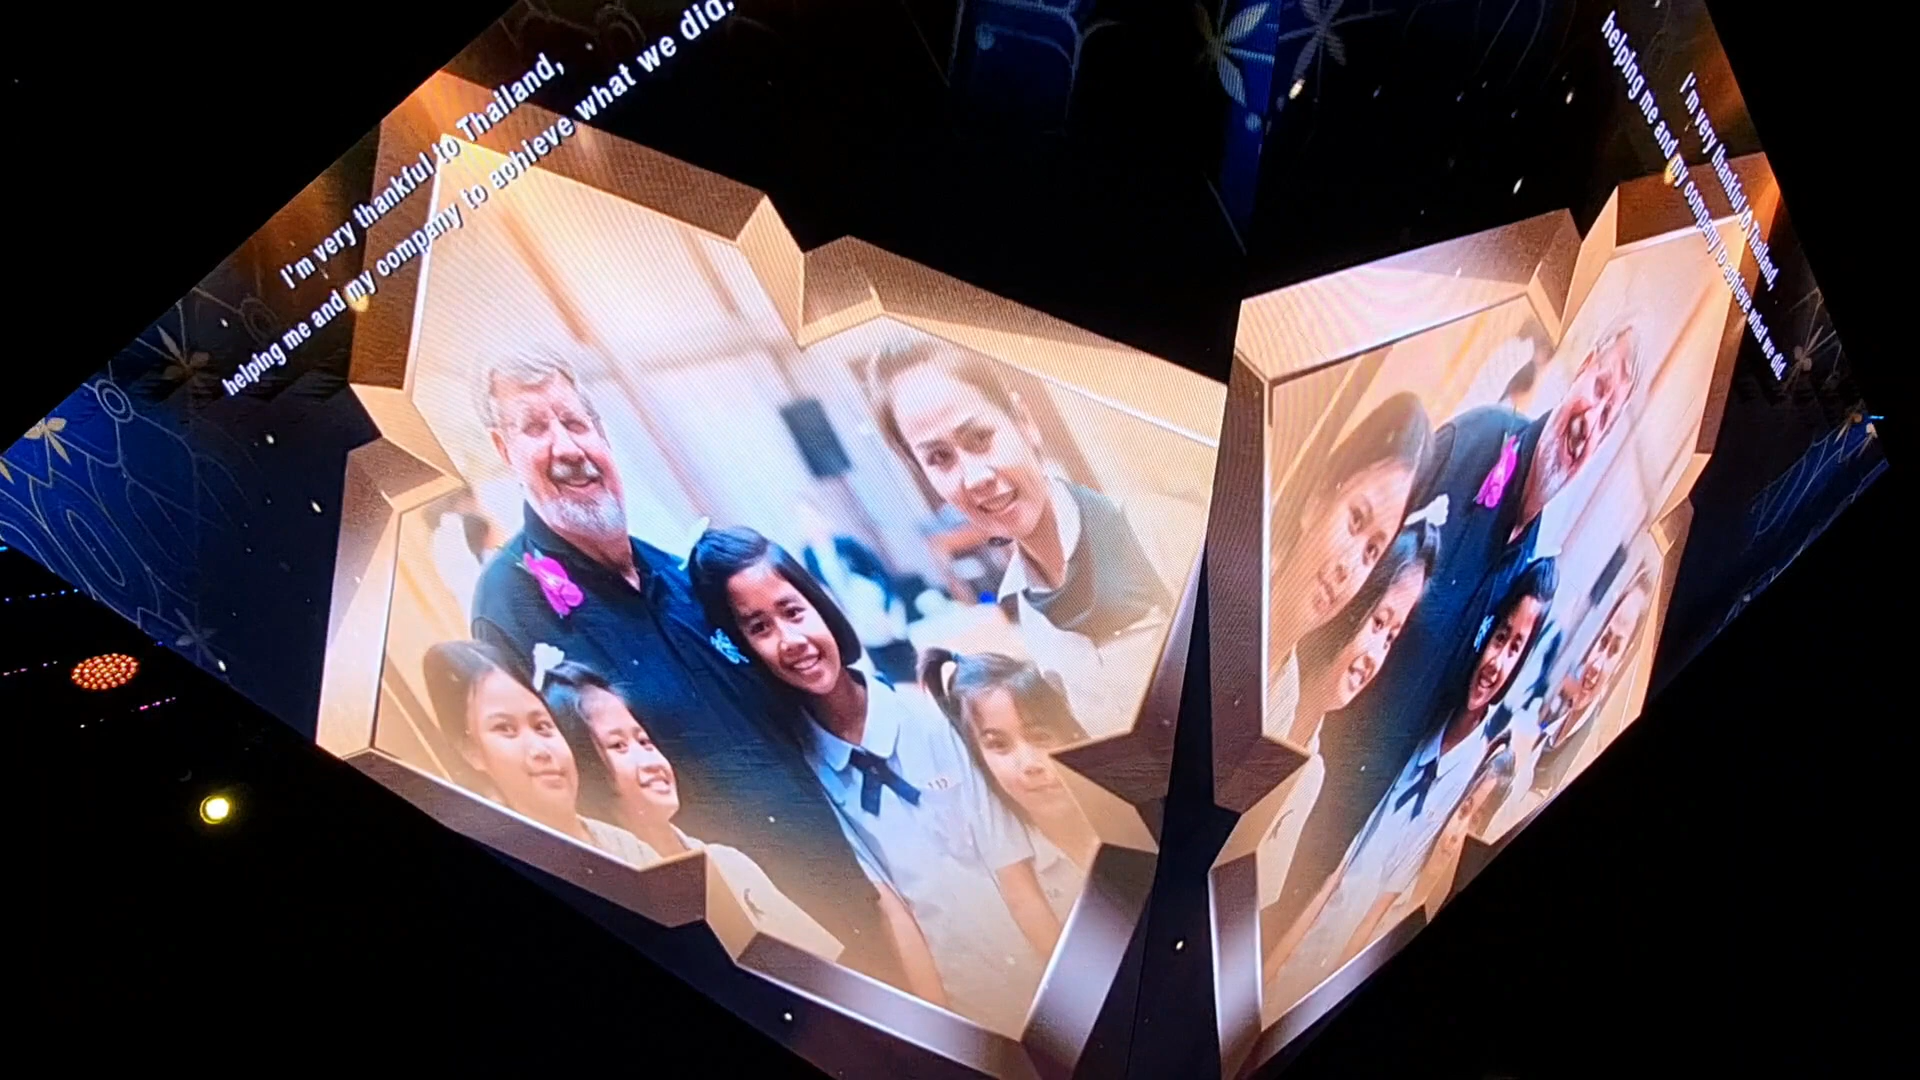 I'm very thankful to Thailand,
helping me and my company to achieve what we did.
I'm very thankful to Thailand,
helping me and my company to achieve what we did.